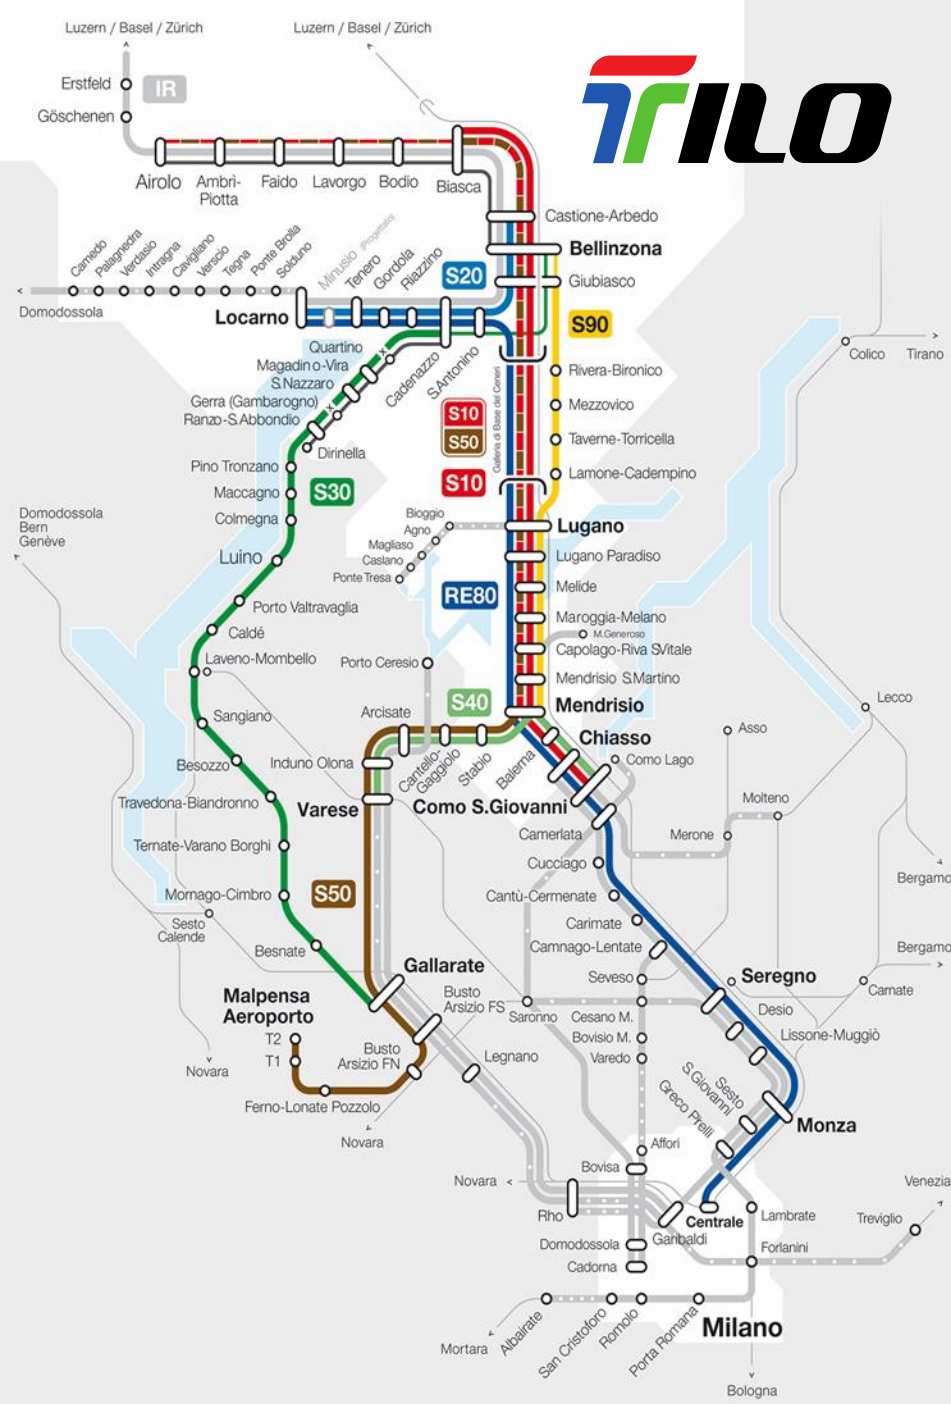 Luzern / Basel / Zürich
Luzern / Basel / Zürich
TILO
Erstfeld
IR
Göschenen
Airolo
Ambrì-
Piotta
Faido
Lavorgo
Bodio
Biasca
Castione-Arbedo
Bellinzona
Giubiasco
Camedo
Palagnedra
Verdasio
Intragna
Cavigliano
Verscio
Tegna
Ponte Brolla
Solduno
Minusio (Progettato)
Tenero
Gordola
Riazzino
S20
Domodossola
Locarno
S90
Quartino
Magadino-Vira
S.Nazzaro
Gerra (Gambarogno)
Ranzo-S.Abbondio
Dirinella
Cadenazzo
S.Antonino
Galleria di Base del Ceneri
Rivera-Bironico
Mezzovico
Taverne-Torricella
Lamone-Cadempino
Colico
Tirano
S10
S50
S10
Pino Tronzano
Maccagno
S30
Colmegna
Luino
Domodossola
Bern
Genève
Bioggio
Agno
Magliaso
Caslano
Ponte Tresa
Lugano
Lugano Paradiso
RE80
Melide
Maroggia-Melano
M.Generoso
Capolago-Riva S.Vitale
Mendrisio S.Martino
Porto Valtravaglia
Caldé
Laveno-Mombello
Porto Ceresio
S40
Mendrisio
Lecco
Arcisate
Sangiano
Chiasso
Asso
Como Lago
Besozzo
Induno Olona
Cantello-
Gaggiolo
Stabio
Balerna
Travedona-Biandronno
Varese
Como S.Giovanni
Molteno
Camerlata
Merone
Ternate-Varano Borghi
Cucciago
Bergamo
Mornago-Cimbro
S50
Cantù-Cermenate
Sesto
Calende
Carimate
Besnate
Camnago-Lentate
Bergamo
Gallarate
Seveso
Seregno
Carnate
Malpensa
Aeroporto
Busto
Arsizio FS
Saronno
Cesano M.
Desio
T2
T1
Busto
Arsizio FN
Legnano
Bovisio M.
Varedo
Lissone-Muggiò
Novara
Ferno-Lonate Pozzolo
Sesto
S.Giovanni
Greco Pirelli
Monza
Novara
Affori
Bovisa
Novara
Venezia
Rho
Centrale
Lambrate
Treviglio
Garibaldi
Domodossola
Forlanini
Cadorna
Mortara
Albairate
San Cristoforo
Romolo
Porta Romana
Milano
Bologna